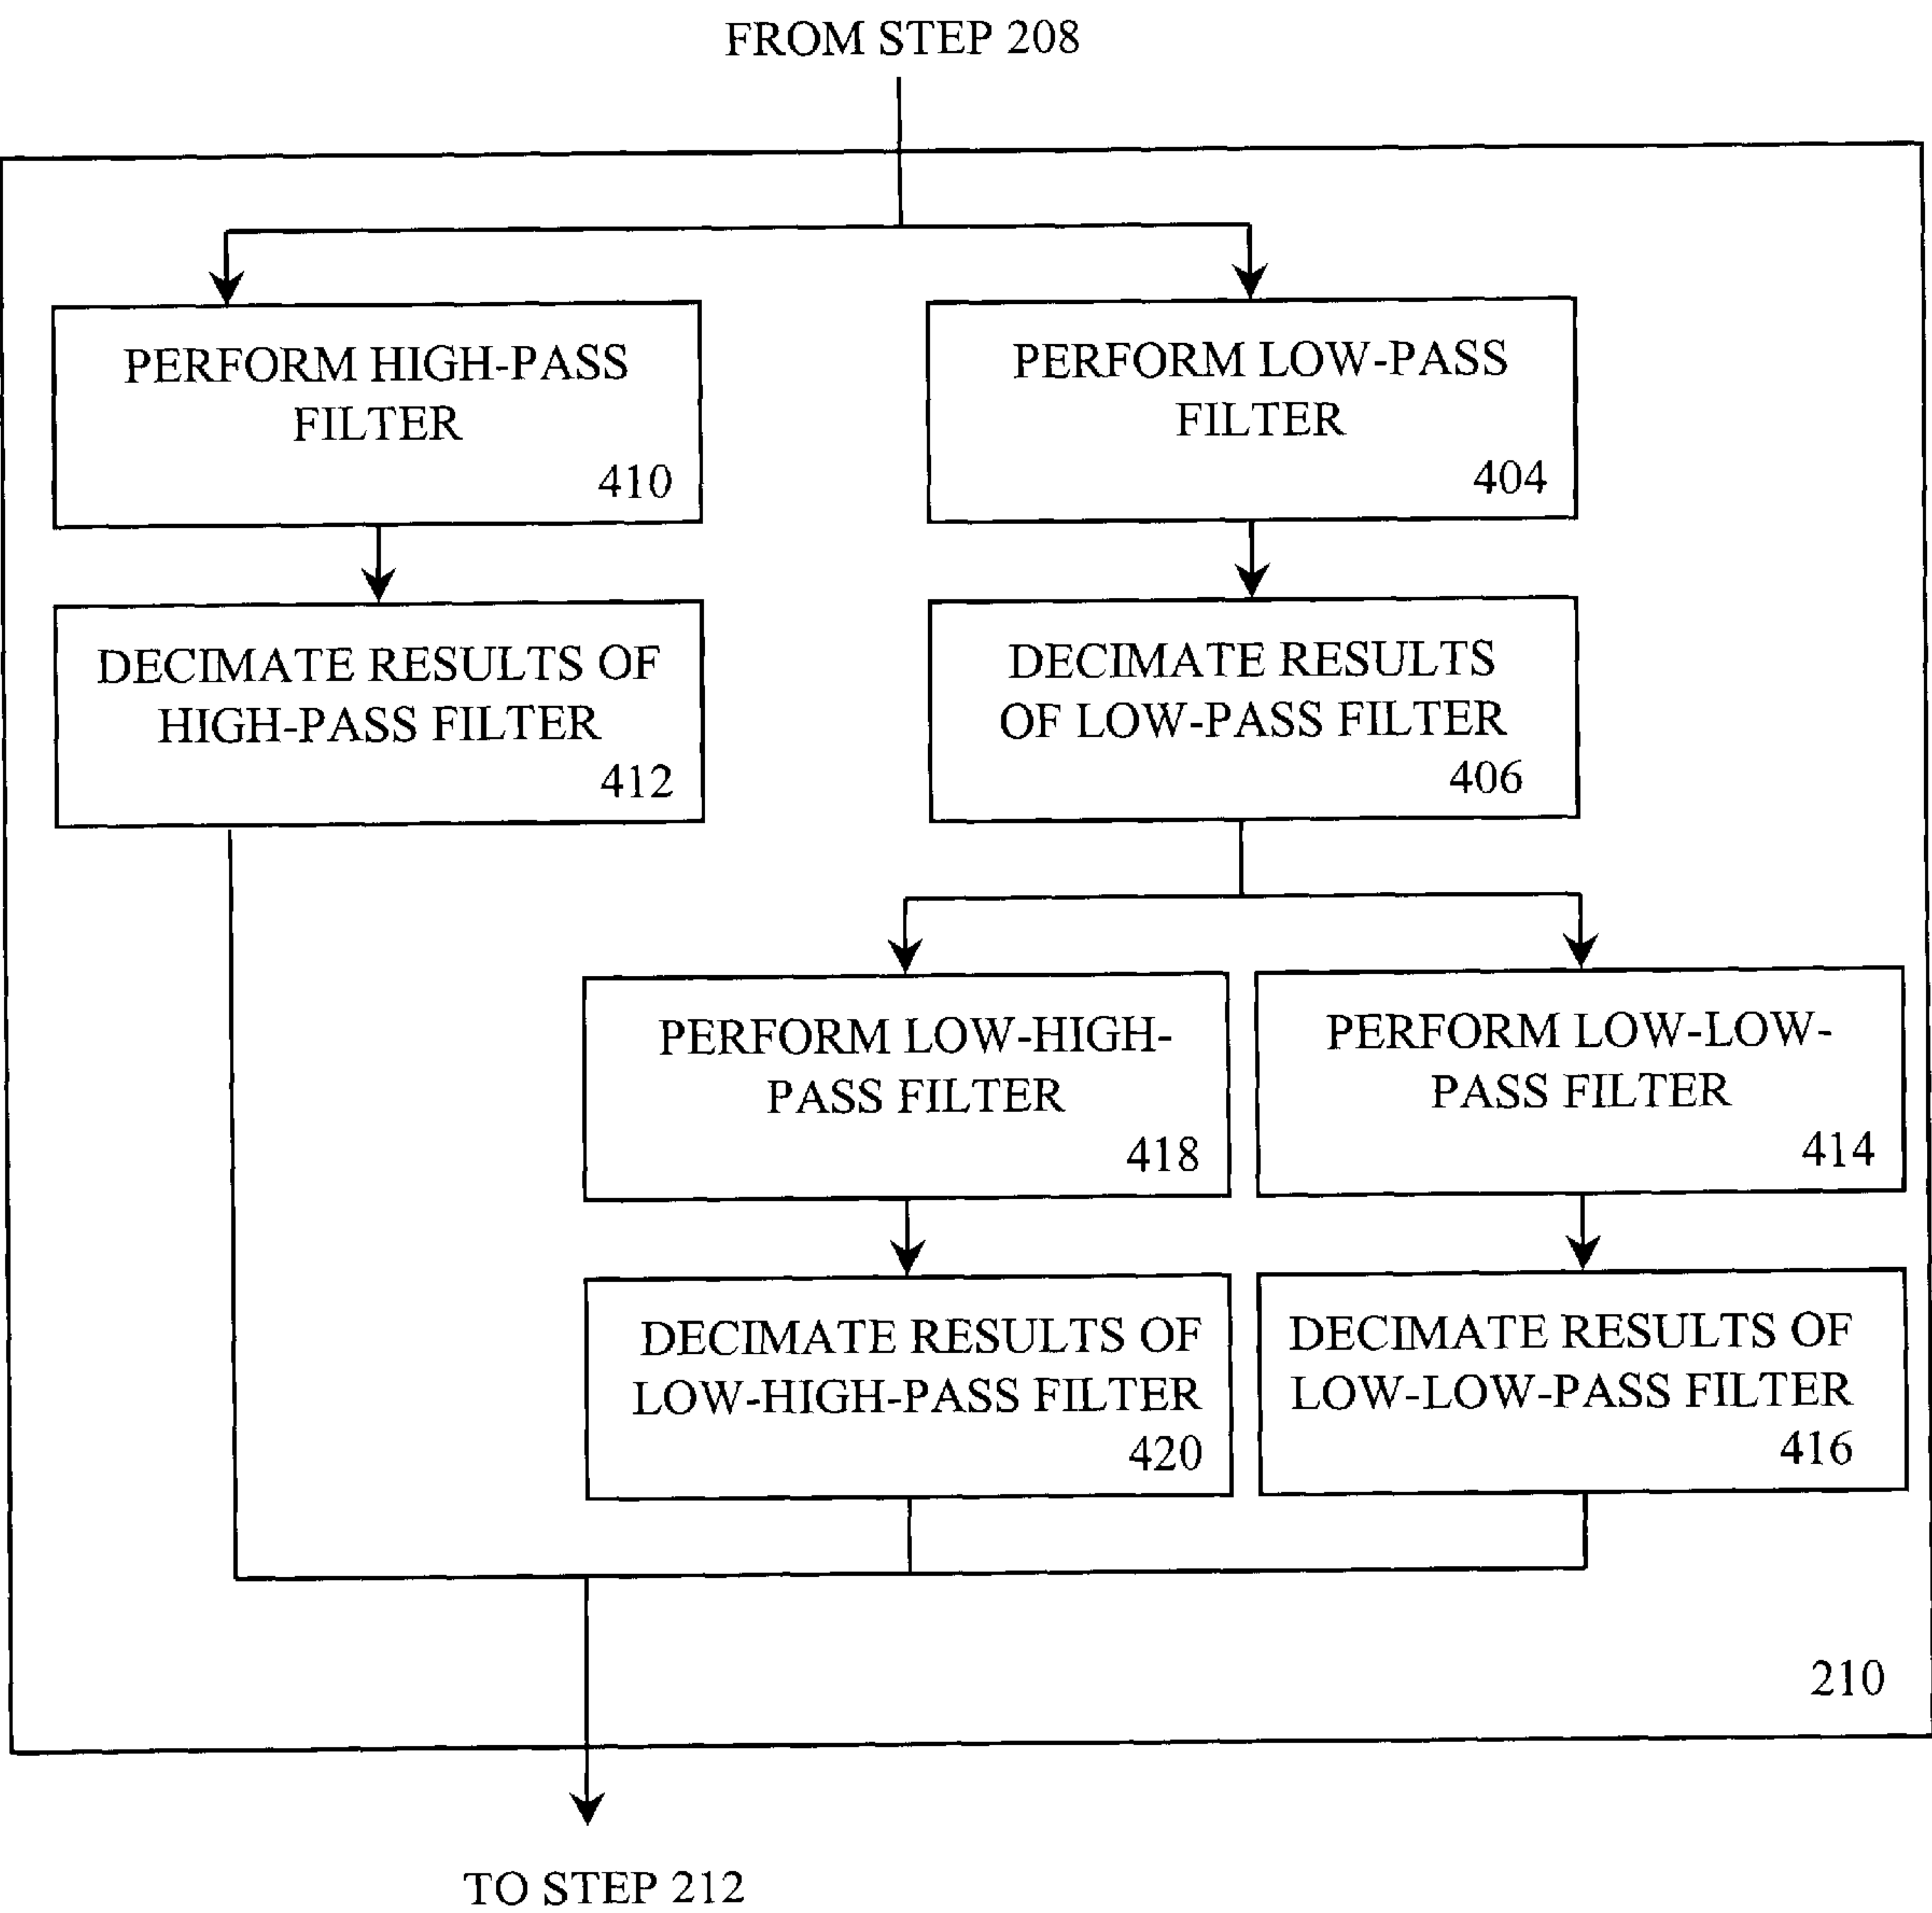 FROM STEP 208
PERFORM HIGH-PASS
FILTER
410
PERFORM LOW-PASS
FILTER
404
DECIMATE RESULTS OF
HIGH-PASS FILTER
412
DECIMATE RESULTS
OF LOW-PASS FILTER
406
PERFORM LOW-HIGH-
PASS FILTER
418
PERFORM LOW-LOW-
PASS FILTER
414
DECIMATE RESULTS OF
LOW-HIGH-PASS FILTER
420
DECIMATE RESULTS OF
LOW-LOW-PASS FILTER
416
210
TO STEP 212